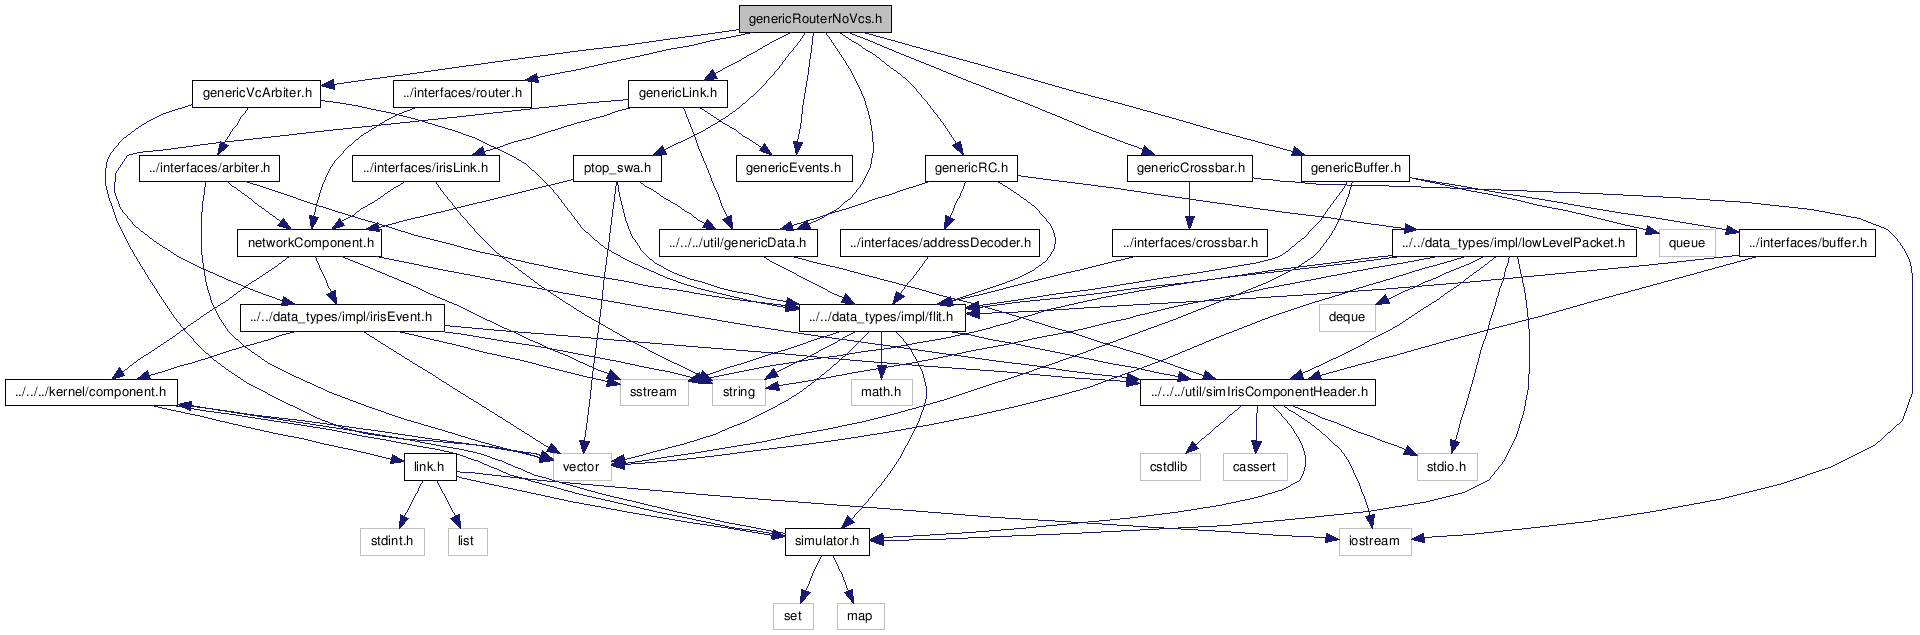 genericRouterNoVcs.h
genericVcArbiter.h
../interfaces/router.h
genericLink.h
../interfaces/arbiter.h
../interfaces/irisLink.h
ptop_swa.h
genericEvents.h
genericRC.h
genericCrossbar.h
genericBuffer.h
networkComponent.h
../../../util/genericData.h
../interfaces/addressDecoder.h
../interfaces/crossbar.h
../../data_types/impl/lowLevelPacket.h
queue
../interfaces/buffer.h
../../data_types/impl/irisEvent.h
../../data_types/impl/flit.h
deque
../../../kernel/component.h
sstream
string
math.h
../../../util/simIrisComponentHeader.h
link.h
vector
cstdlib
cassert
stdio.h
stdint.h
list
simulator.h
iostream
set
map